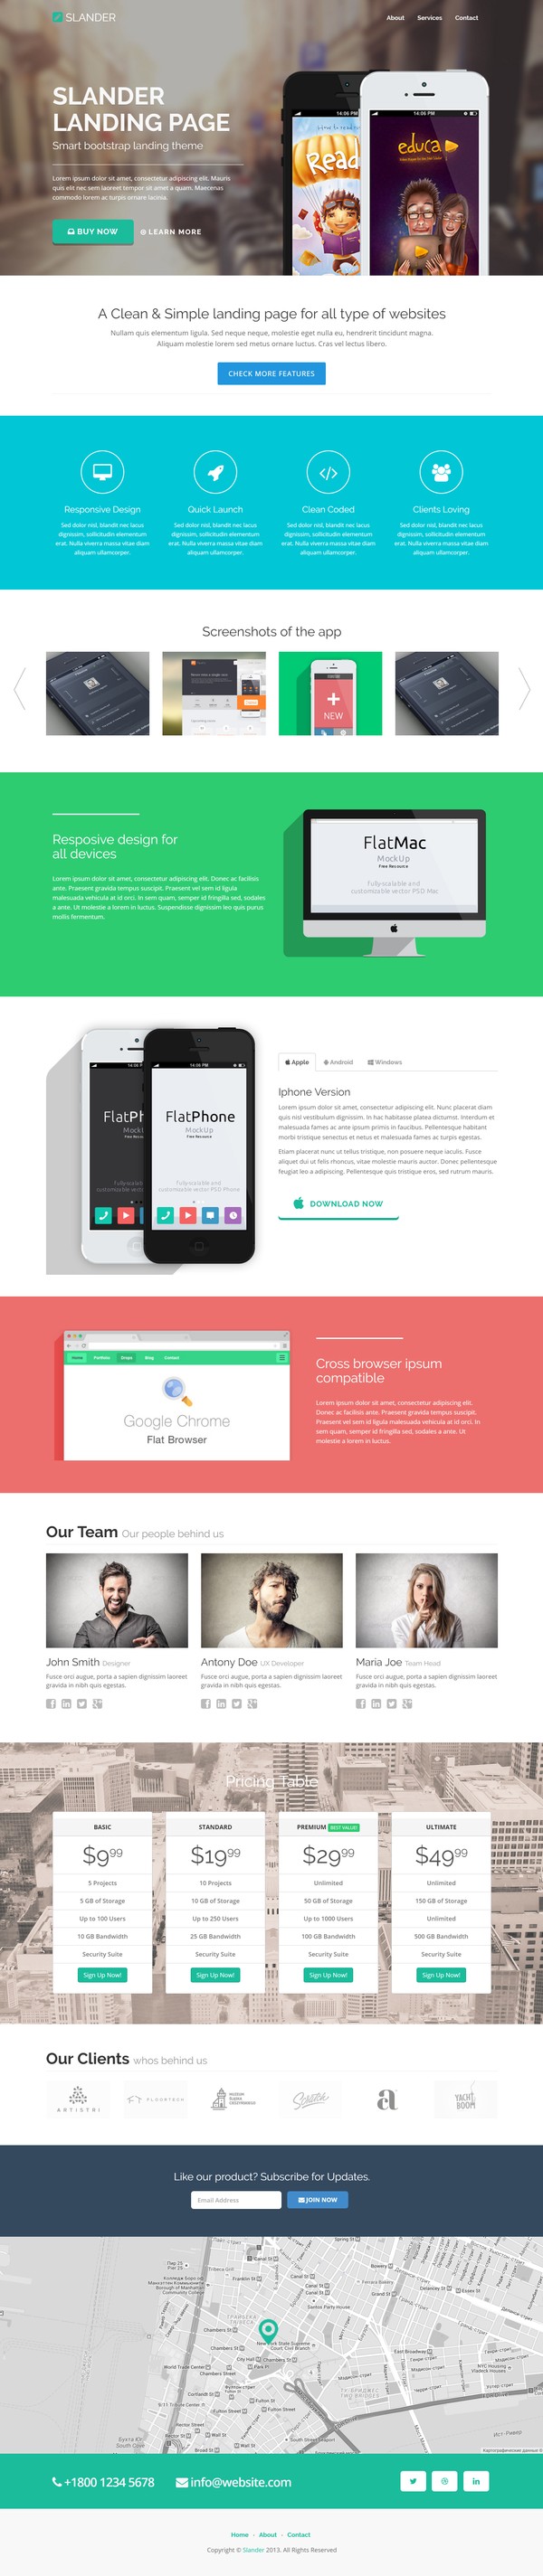 SLANDER
About Services Contact
SLANDER
LANDING PAGE
Smart bootstrap landing theme
Lorem ipsum dolor sit amet, consectetur adipiscing elit. Mauris
quis elit nec sem laoreet tempor sit amet a quam. Maecenas
commodo lorem ac turpis ornare lacinia.
BUY NOW LEARN MORE
14:06 PM
14:06 PM
Read
educa
A Clean & Simple landing page for all type of websites
Nullam quis elementum ligula. Sed neque neque, molestie eget nulla eu, hendrerit tincidunt magna.
Aliquam molestie lorem sed metus ornare luctus. Cras vel lectus libero.
CHECK MORE FEATURES
Responsive Design
Sed dolor nisl, blandit nec lacus
dignissim, sollicitudin elementum
erat. Nulla viverra massa vitae diam
aliquam ullamcorper.
Quick Launch
Sed dolor nisl, blandit nec lacus
dignissim, sollicitudin elementum
erat. Nulla viverra massa vitae diam
aliquam ullamcorper.
Clean Coded
Sed dolor nisl, blandit nec lacus
dignissim, sollicitudin elementum
erat. Nulla viverra massa vitae diam
aliquam ullamcorper.
Clients Loving
Sed dolor nisl, blandit nec lacus
dignissim, sollicitudin elementum
erat. Nulla viverra massa vitae diam
aliquam ullamcorper.
Screenshots of the app
NEW
Resposive design for
all devices
Lorem ipsum dolor sit amet, consectetur adipiscing elit. Donec ac facilisis
ante. Praesent gravida tempus suscipit. Praesent vel sem id ligula
malesuada vehicula at id orci. In sem quam, semper id fringilla sed, sodales
a ante. Ut molestie a lorem in luctus. Suspendisse dignissim leo quis purus
mollis fermentum.
FlatMac
MockUp
Free Resource
Fully-scalable and
customizable vector PSD Mac
14:06 PM
FlatPhone
MockUp
Free Resource
Fully-scalable and
customizable vector PSD Phone
Apple Android Windows
Iphone Version
Lorem ipsum dolor sit amet, consectetur adipiscing elit. Nunc placerat diam
quis nisl vestibulum dignissim. In hac habitasse platea dictumst. Interdum et
malesuada fames ac ante ipsum primis in faucibus. Pellentesque habitant
morbi tristique senectus et netus et malesuada fames ac turpis egestas.
Etiam placerat nunc ut tellus tristique, non posuere neque iaculis. Fusce
aliquet dui ut felis rhoncus, vitae molestie mauris auctor. Donec pellentesque
feugiat leo a adipiscing. Pellentesque quis tristique eros, sed rutrum mauris.
DOWNLOAD NOW
Home Portfolio Drops Blog Contact
Google Chrome
Flat Browser
Cross browser ipsum
compatible
Lorem ipsum dolor sit amet, consectetur adipiscing elit.
Donec ac facilisis ante. Praesent gravida tempus suscipit.
Praesent vel sem id ligula malesuada vehicula at id orci. In
sem quam, semper id fringilla sed, sodales a ante. Ut
molestie a lorem in luctus.
Our Team Our people behind us
John Smith Designer
Fusce orci augue, porta a sapien dignissim laoreet
gravida in nibh quis egestas.
Antony Doe UX Developer
Fusce orci augue, porta a sapien dignissim laoreet
gravida in nibh quis egestas.
Maria Joe Team Head
Fusce orci augue, porta a sapien dignissim laoreet
gravida in nibh quis egestas.
Pricing Table
BASIC
$9.99
5 Projects
5 GB of Storage
Up to 100 Users
10 GB Bandwidth
Security Suite
Sign Up Now!
STANDARD
$19.99
10 Projects
10 GB of Storage
Up to 250 Users
25 GB Bandwidth
Security Suite
Sign Up Now!
PREMIUM BEST VALUE!
$29.99
Unlimited
50 GB of Storage
Up to 1000 Users
100 GB Bandwidth
Security Suite
Sign Up Now!
ULTIMATE
$49.99
Unlimited
150 GB of Storage
Unlimited
500 GB Bandwidth
Security Suite
Sign Up Now!
Our Clients whos behind us
ARTISTRI
FLOORTECH
Scratch
a
YACHT
BOOM
Like our product? Subscribe for Updates.
Email Address
JOIN NOW
Canal St
Franklin St
Chambers St
World Trade Center
Fulton St
Wall St
Broad St
+1800 1234 5678 info@website.com
Home - About - Contact
Copyright © Slander 2013. All Rights Reserved